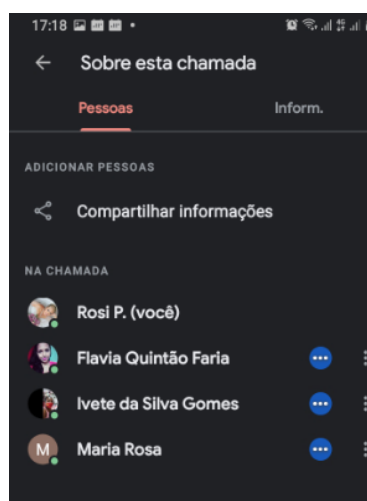 17:18
Sobre esta chamada
Pessoas Inform.
ADICIONAR PESSOAS
Compartilhar informações
NA CHAMADA
Rosi P. (você)
Flavia Quintão Faria
Ivete da Silva Gomes
M Maria Rosa